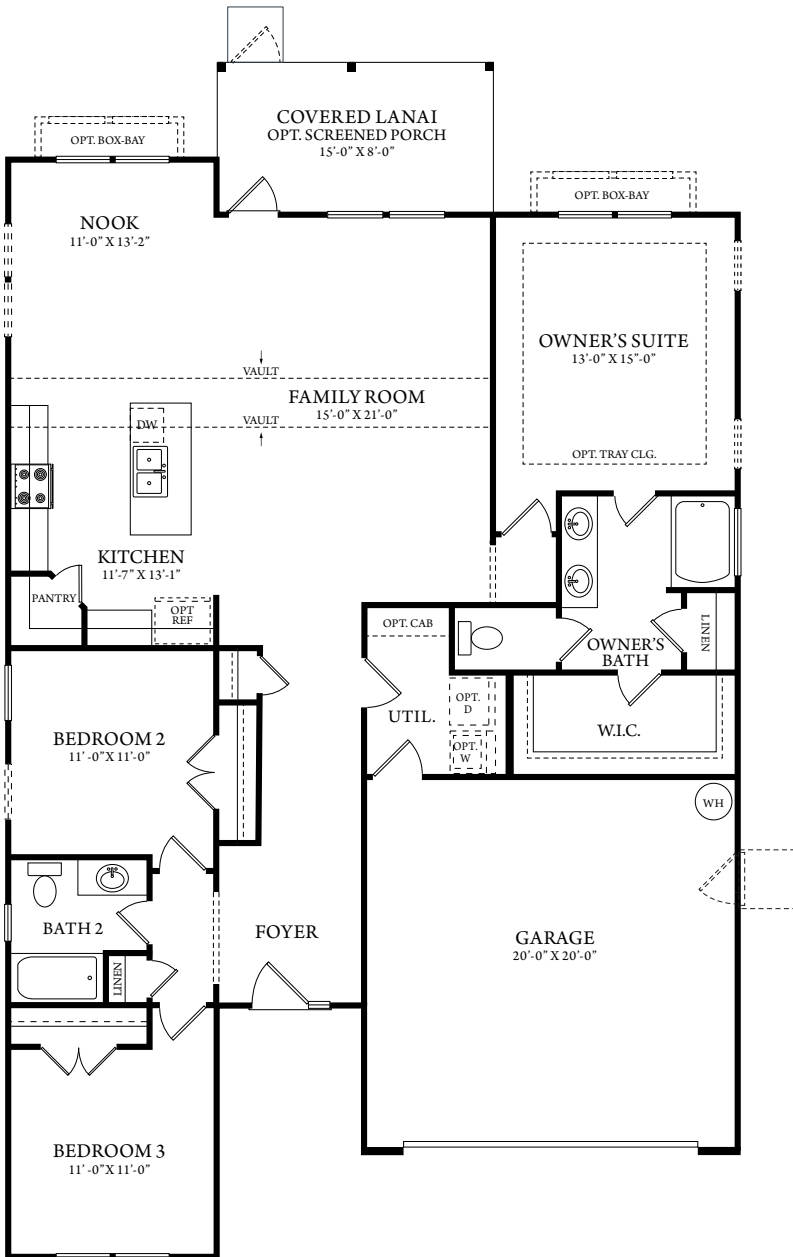 COVERED LANAI
OPT. SCREENED PORCH
15'-0" X 8'-0"
OPT. BOX-BAY
OPT. BOX-BAY
NOOK
11'-0" X 13'-2"
OWNER'S SUITE
13'-0" X 15"-0"
VAULT
FAMILY ROOM
15'-0" X 21'-0"
VAULT
DW
OPT. TRAY CLG.
KITCHEN
11'-7" X 13'-1"
PANTRY
OPT
REF
OPT. CAB
LINEN
OWNER'S
BATH
OPT.
D
UTIL.
OPT.
W
W.I.C.
BEDROOM 2
11' -0"X 11'-0"
WH
BATH 2
FOYER
GARAGE
20'-0" X 20'-0"
LINEN
BEDROOM 3
11' -0"X 11'-0"